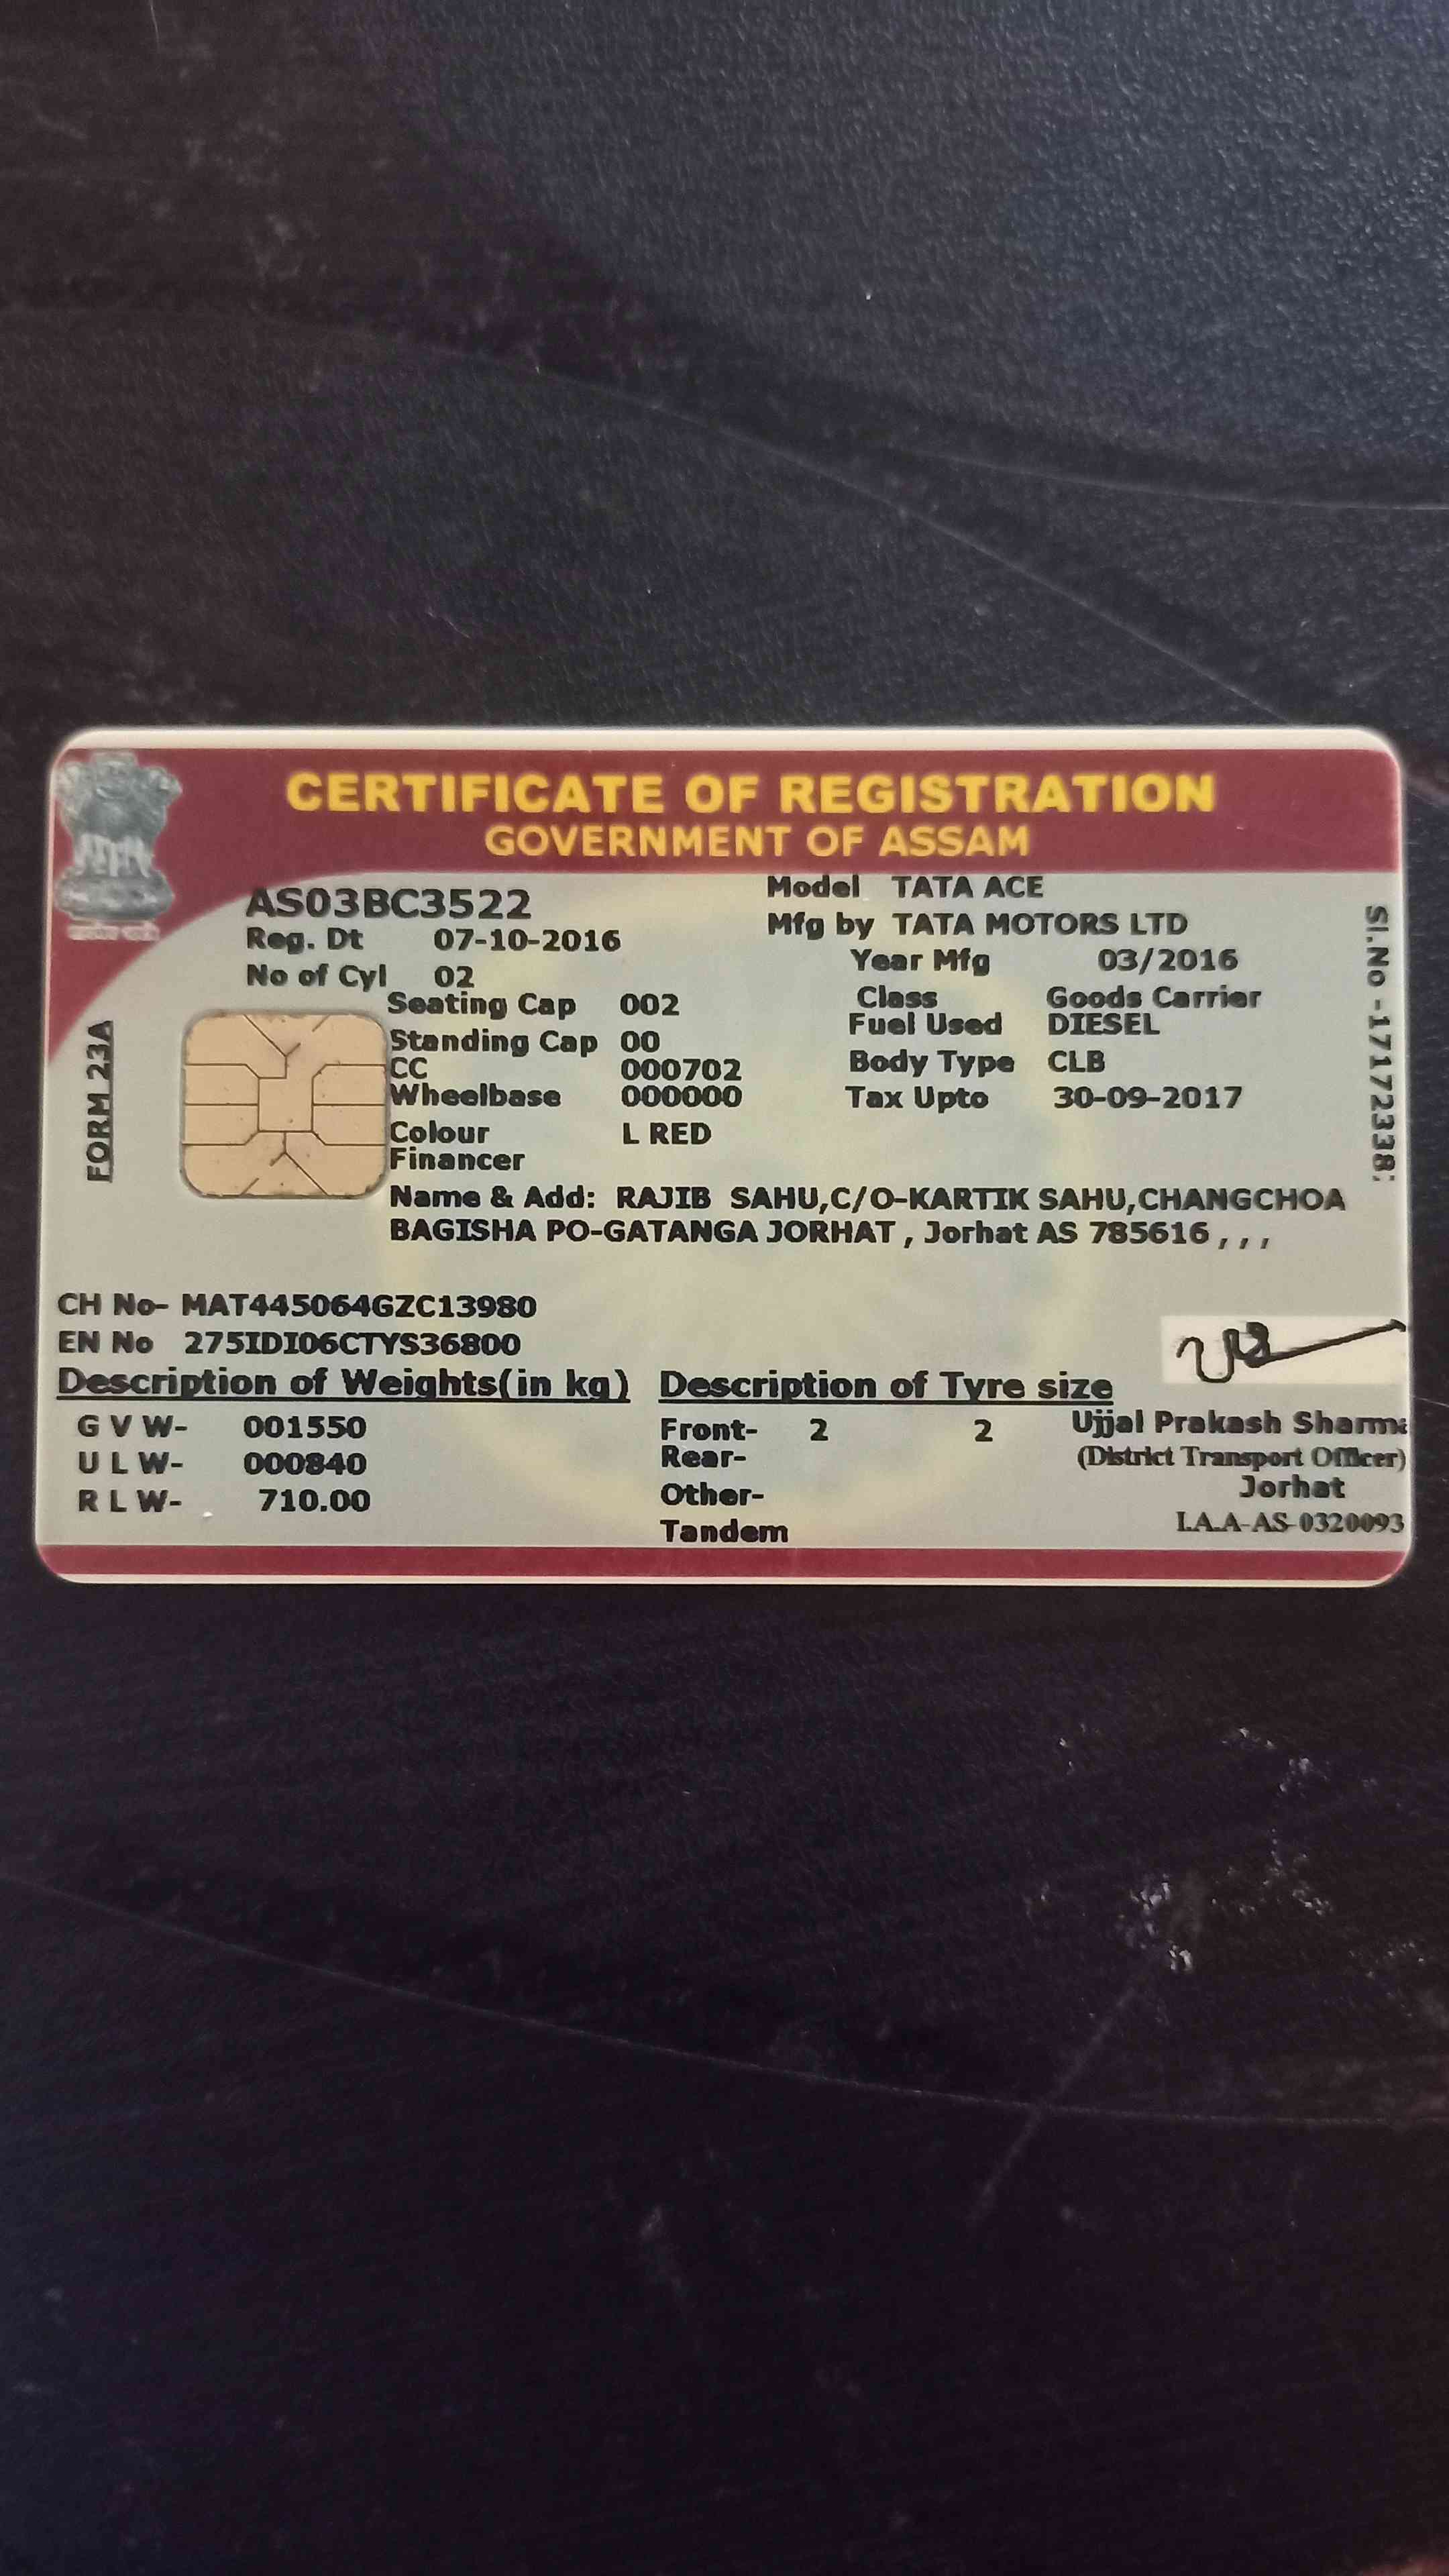 CERTIFICATE OF REGISTRATION
GOVERNMENT OF ASSAM
AS03BC3522
Model TATA ACE
Reg. Dt 07-10-2016
Mfg by TATA MOTORS LTD
No of Cyl 02
Year Mfg 03/2016
Seating Cap 002
Class Goods Carrier
Standing Cap 00
Fuel Used DIESEL
CC 000702
Body Type CLB
Wheelbase 000000
Tax Upto 30-09-2017
Colour L RED
Financer
Name & Add: RAJIB SAHU,C/O-KARTIK SAHU,CHANGCHOA
BAGISHA PO-GATANGA JORHAT , Jorhat AS 785616 , , ,
FORM 23A
Sl.No -17172338:
CH No- MAT445064GZC13980
EN No 275IDI06CTYS36800
Description of Weights(in kg)
G V W- 001550
U L W- 000840
R L W- 710.00
Description of Tyre size
Front- 2 2
Rear-
Other-
Tandem
Ujjal Prakash Sharma
(District Transport Officer)
Jorhat
I.A.A-AS-0320093